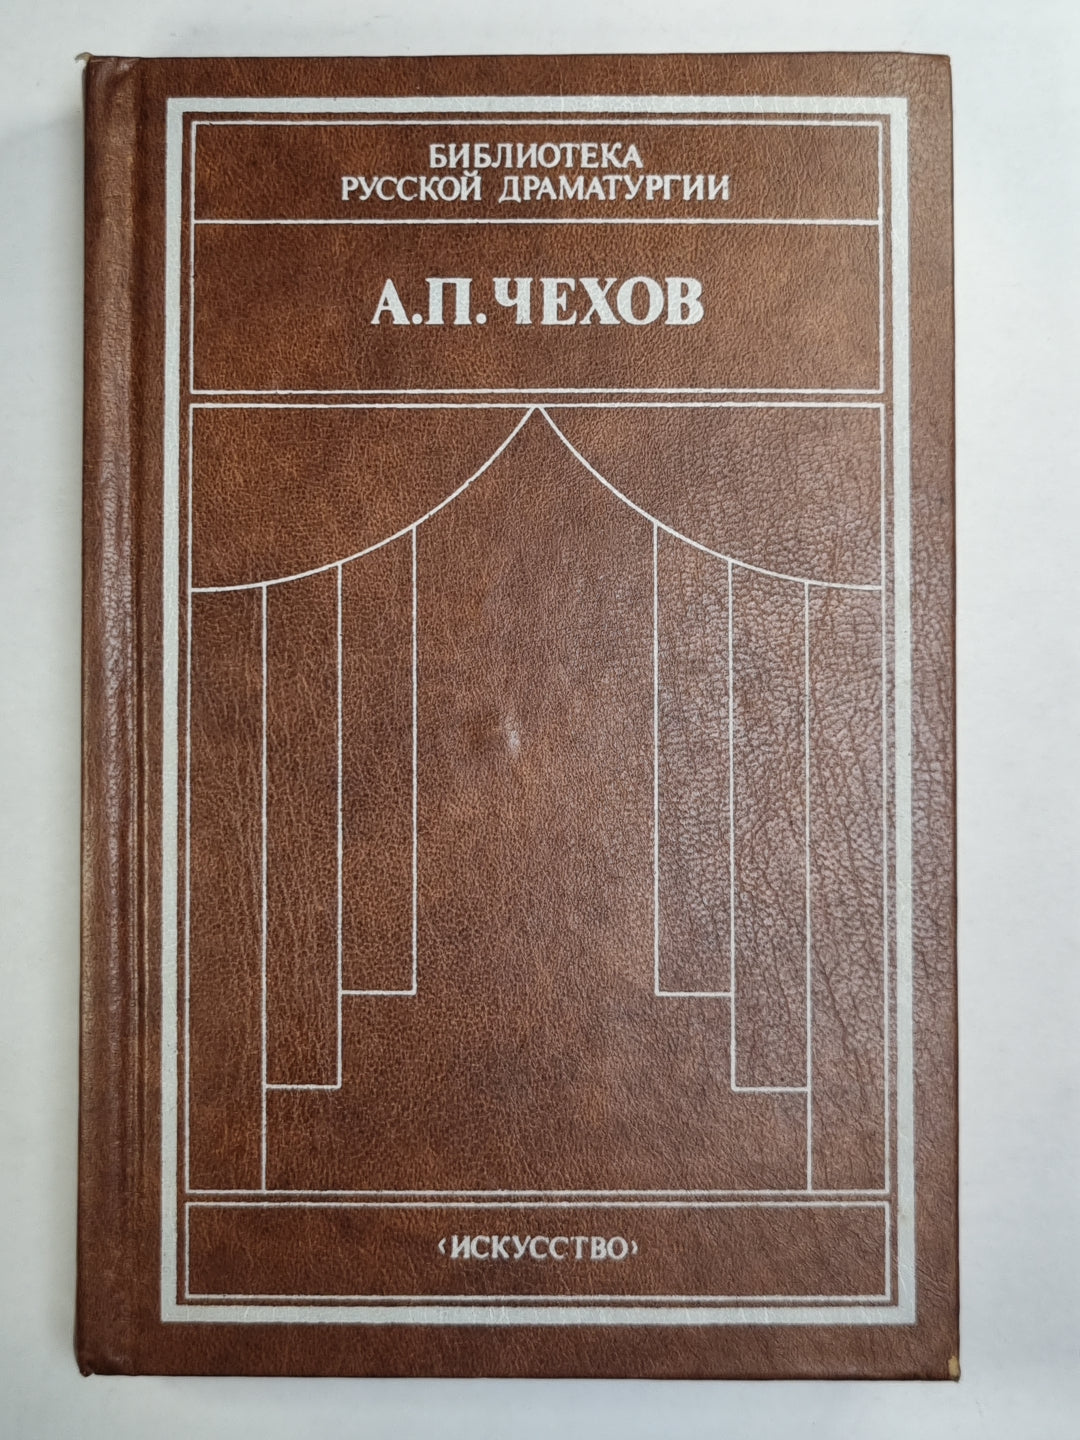 БИБЛИОТЕКА
РУССКОЙ ДРАМАТУРГИИ
А.П.ЧЕХОВ
‹ИСКУССТВО›